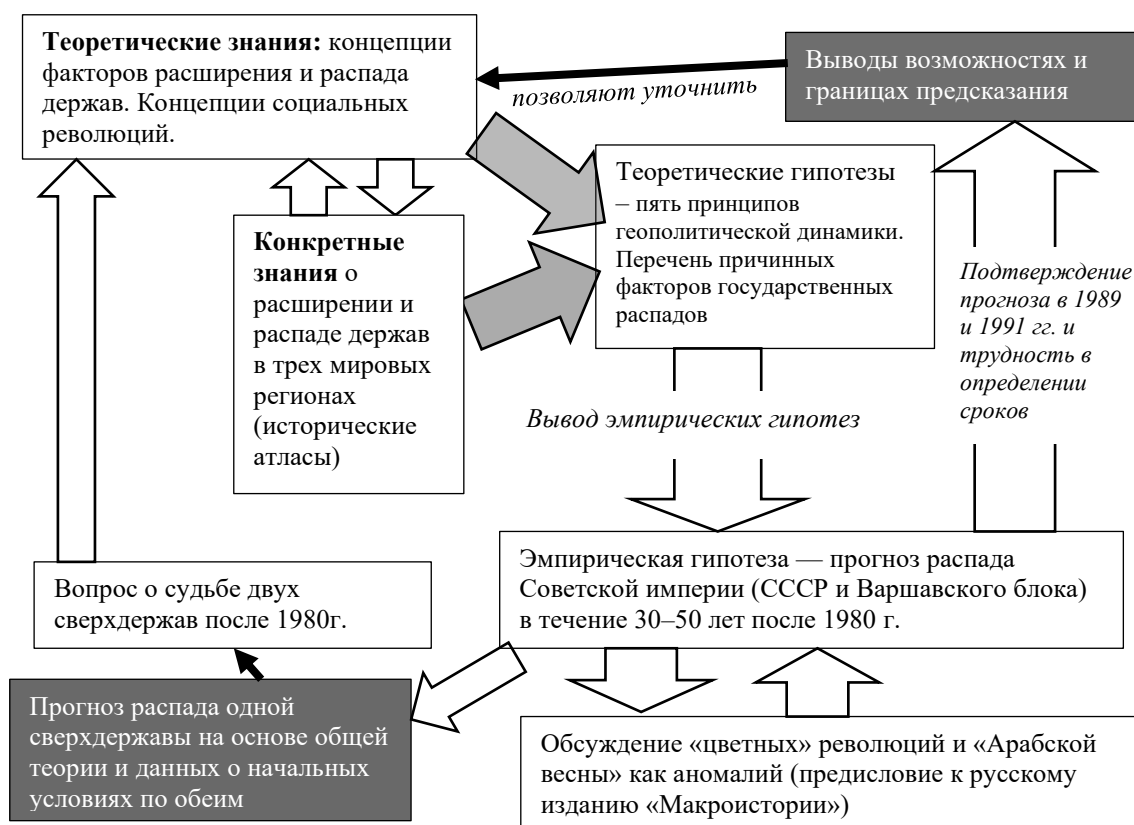 Теоретические знания: концепции
факторов расширения и распада
держав. Концепции социальных
революций.
Выводы возможностях и
границах предсказания
позволяют уточнить
Теоретические гипотезы
– пять принципов
геополитической динамики.
Перечень причинных
факторов государственных
распадов
Конкретные
знания о
расширении и
распаде держав
в трех мировых
регионах
(исторические
атласы)
Подтверждение
прогноза в 1989
и 1991 гг. и
трудность в
определении
сроков
Вывод эмпирических гипотез
Эмпирическая гипотеза — прогноз распада
Советской империи (СССР и Варшавского блока)
в течение 30–50 лет после 1980 г.
Вопрос о судьбе двух
сверхдержав после 1980г.
Прогноз распада одной
сверхдержавы на основе общей
теории и данных о начальных
условиях по обеим
Обсуждение «цветных» революций и «Арабской
весны» как аномалий (предисловие к русскому
изданию «Макроистории»)